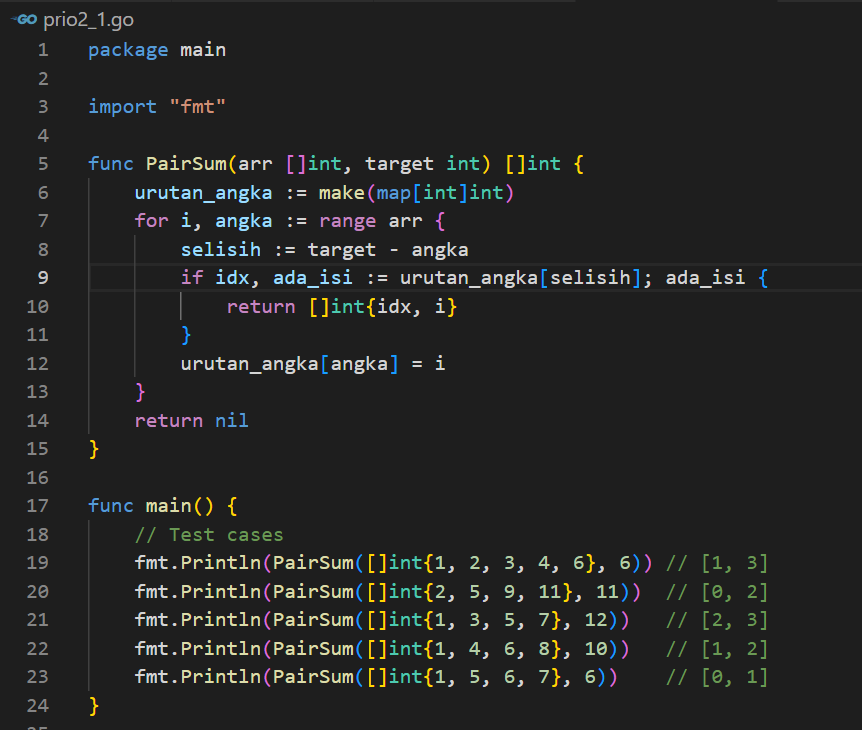 GO prio2_1.go
1 package main
2
3 import "fmt"
4
5 func PairSum(arr []int, target int) []int {
6     urutan_angka := make(map[int]int)
7     for i, angka := range arr {
8         selisih := target - angka
9         if idx, ada_isi := urutan_angka[selisih]; ada_isi {
10             return []int{idx, i}
11         }
12         urutan_angka[angka] = i
13     }
14     return nil
15 }
16
17 func main() {
18     // Test cases
19     fmt.Println(PairSum([]int{1, 2, 3, 4, 6}, 6)) // [1, 3]
20     fmt.Println(PairSum([]int{2, 5, 9, 11}, 11))  // [0, 2]
21     fmt.Println(PairSum([]int{1, 3, 5, 7}, 12))   // [2, 3]
22     fmt.Println(PairSum([]int{1, 4, 6, 8}, 10))   // [1, 2]
23     fmt.Println(PairSum([]int{1, 5, 6, 7}, 6))    // [0, 1]
24 }